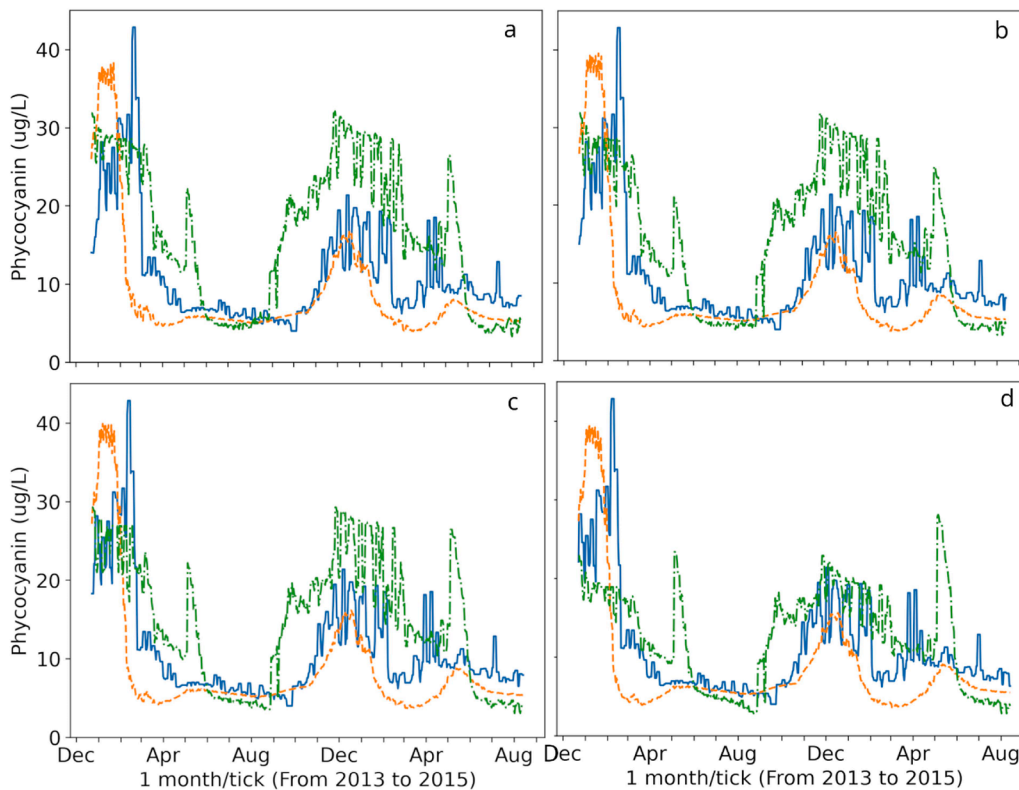 a
b
Phycocyanin (ug/L)
40
30
20
10
0
c
d
Phycocyanin (ug/L)
40
30
20
10
0
Dec Apr Aug Dec Apr Aug
Dec Apr Aug Dec Apr Aug
1 month/tick (From 2013 to 2015)
1 month/tick (From 2013 to 2015)